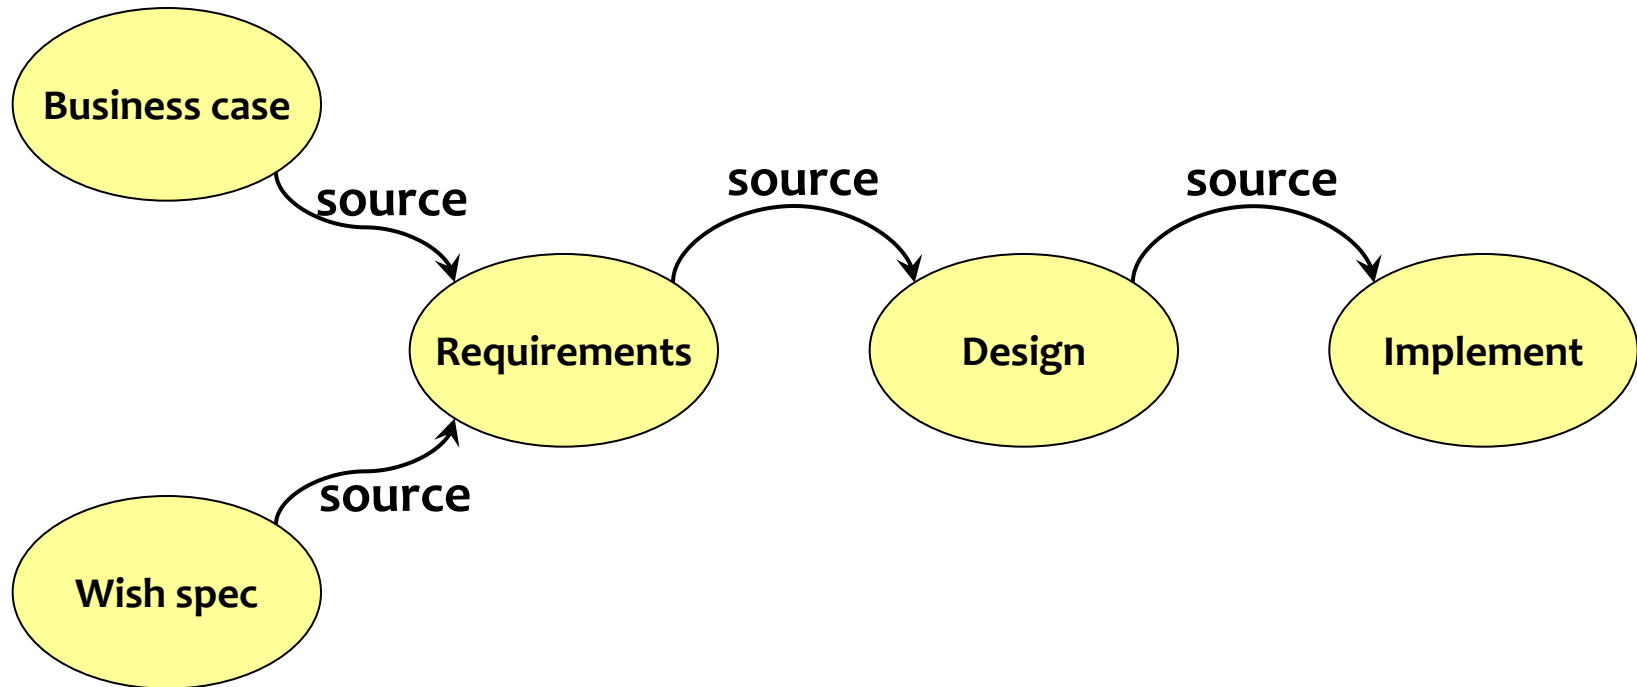 Business case
source
source
source
Requirements
Design
Implement
source
Wish spec